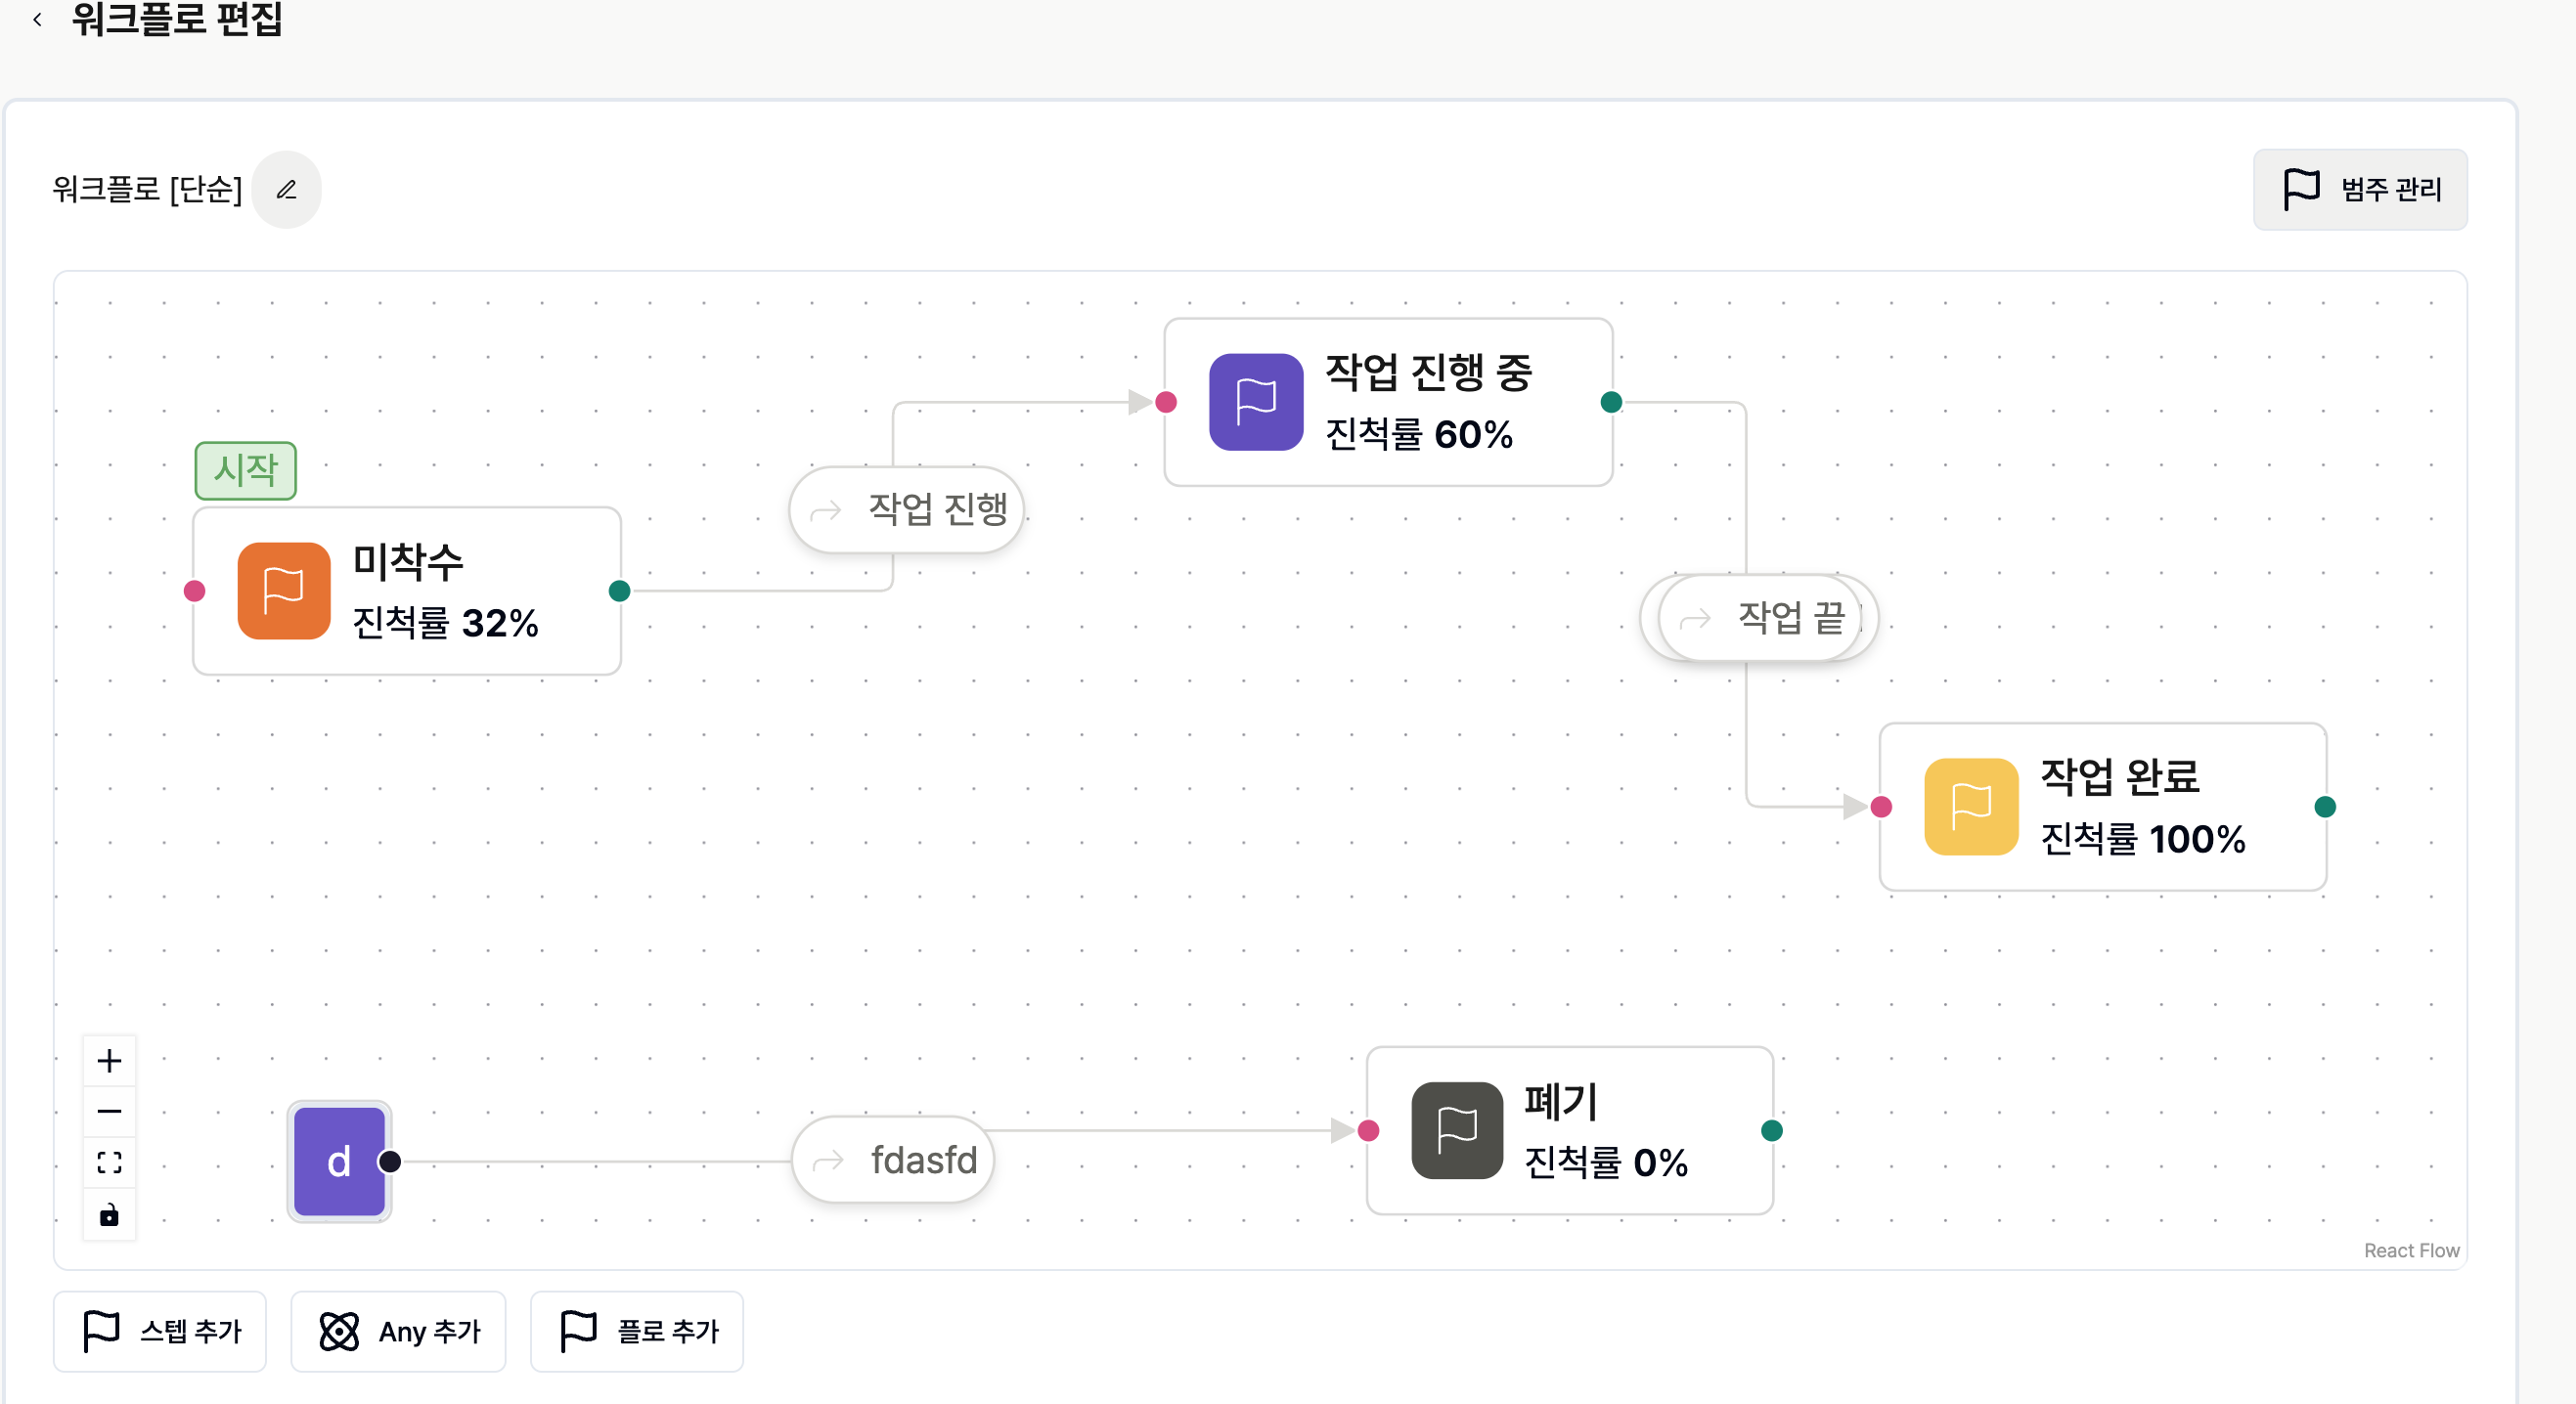 워크플로 편집
워크플로 [단순]
범주 관리
작업 진행 중
진척률 60%
시작
작업 진행
미착수
진척률 32%
작업 끝
작업 완료
진척률 100%
폐기
진척률 0%
d
fdasfd
React Flow
스텝 추가
Any 추가
플로 추가